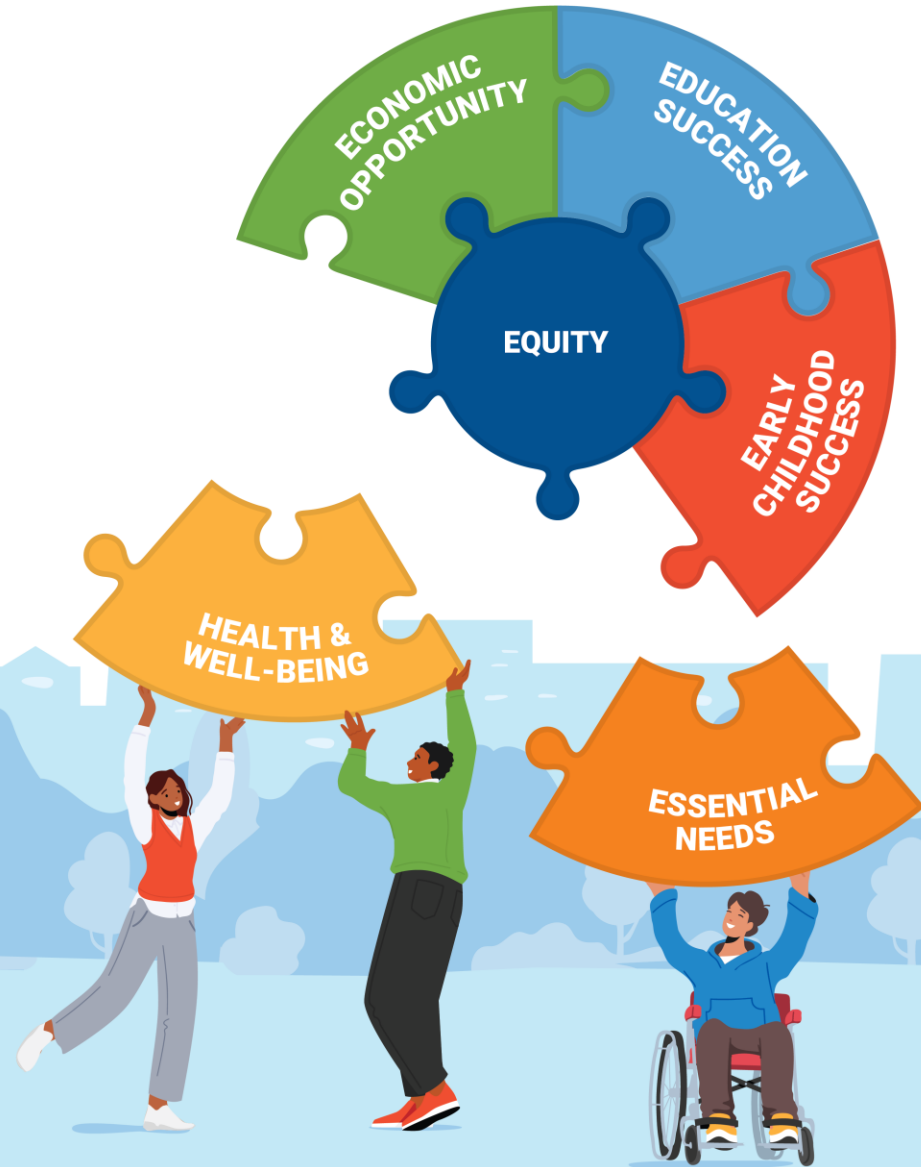 ECONOMIC
OPPORTUNITY
EDUCATION
SUCCESS
EQUITY
EARLY
CHILDHOOD
SUCCESS
HEALTH &
WELL-BEING
ESSENTIAL
NEEDS